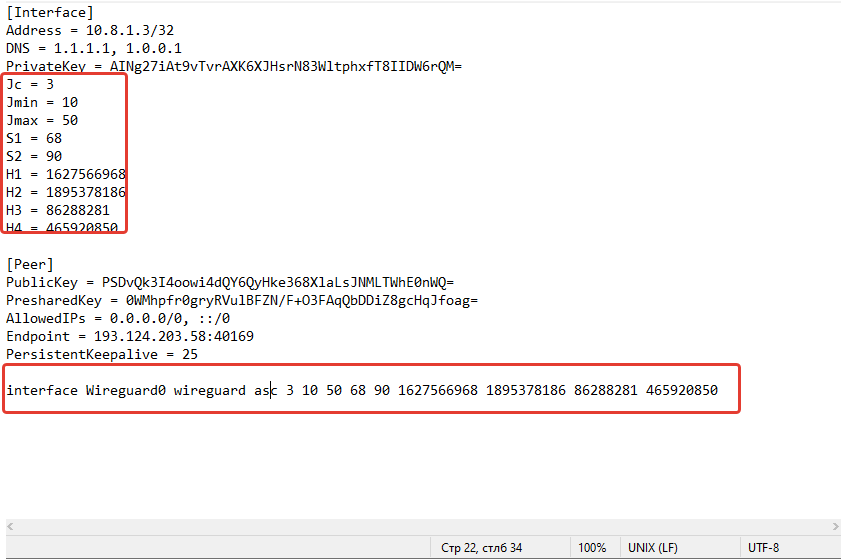 [Interface]
Address = 10.8.1.3/32
DNS = 1.1.1.1, 1.0.0.1
PrivateKey = AINg27iAt9vTvrAXK6XJHsrN83WltphxfT8IIDW6rQM=
Jc = 3
Jmin = 10
Jmax = 50
S1 = 68
S2 = 90
H1 = 1627566968
H2 = 1895378186
H3 = 86288281
H4 = 465920850
[Peer]
PublicKey = PSDvQk3I4oowi4dQY6QyHke368XlaLsJNMLTWhE0nWQ=
PresharedKey = 0WMhpfr0gryRVulBFZN/F+O3FAqQbDDiZ8gcHqJfoag=
AllowedIPs = 0.0.0.0/0, ::/0
Endpoint = 193.124.203.58:40169
PersistentKeepalive = 25
interface Wireguard0 wireguard asc 3 10 50 68 90 1627566968 1895378186 86288281 465920850
Стр 22, стлб 34 100% UNIX (LF) UTF-8